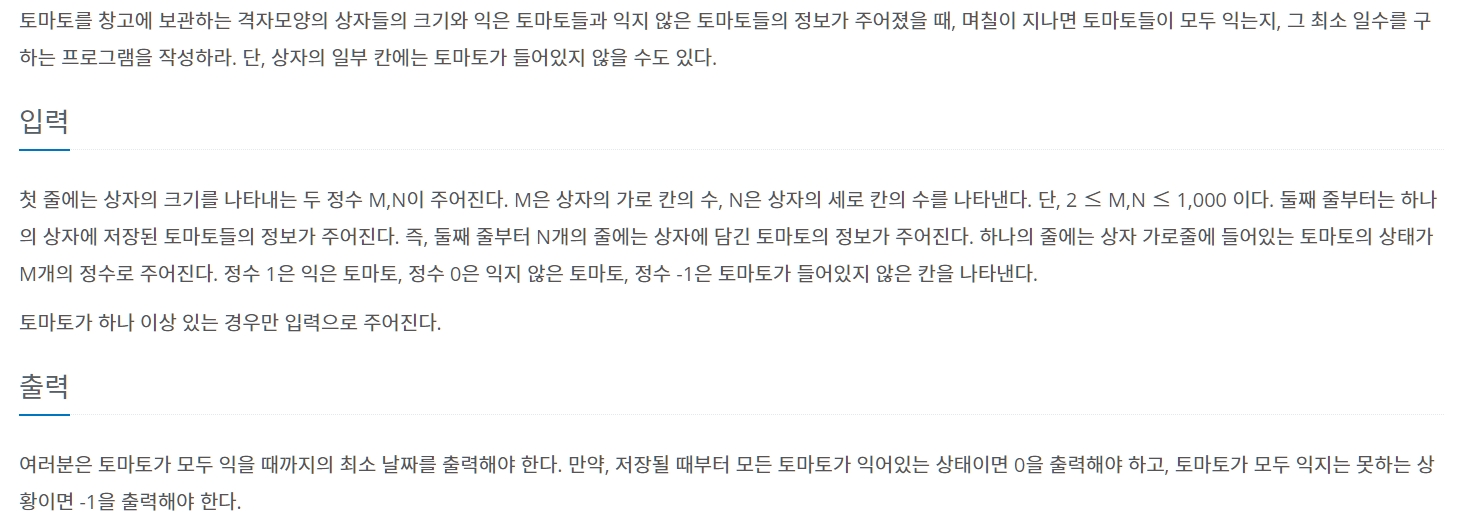 토마토를 창고에 보관하는 격자모양의 상자들의 크기와 익은 토마토들과 익지 않은 토마토들의 정보가 주어졌을 때, 며칠이 지나면 토마토들이 모두 익는지, 그 최소 일수를 구
하는 프로그램을 작성하라. 단, 상자의 일부 칸에는 토마토가 들어있지 않을 수도 있다.
입력
첫 줄에는 상자의 크기를 나타내는 두 정수 M,N이 주어진다. M은 상자의 가로 칸의 수, N은 상자의 세로 칸의 수를 나타낸다. 단, 2 ≤ M,N ≤ 1,000 이다. 둘째 줄부터는 하나
의 상자에 저장된 토마토들의 정보가 주어진다. 즉, 둘째 줄부터 N개의 줄에는 상자에 담긴 토마토의 정보가 주어진다. 하나의 줄에는 상자 가로줄에 들어있는 토마토의 상태가
M개의 정수로 주어진다. 정수 1은 익은 토마토, 정수 0은 익지 않은 토마토, 정수 -1은 토마토가 들어있지 않은 칸을 나타낸다.
토마토가 하나 이상 있는 경우만 입력으로 주어진다.
출력
여러분은 토마토가 모두 익을 때까지의 최소 날짜를 출력해야 한다. 만약, 저장될 때부터 모든 토마토가 익어있는 상태이면 0을 출력해야 하고, 토마토가 모두 익지는 못하는 상
황이면 -1을 출력해야 한다.